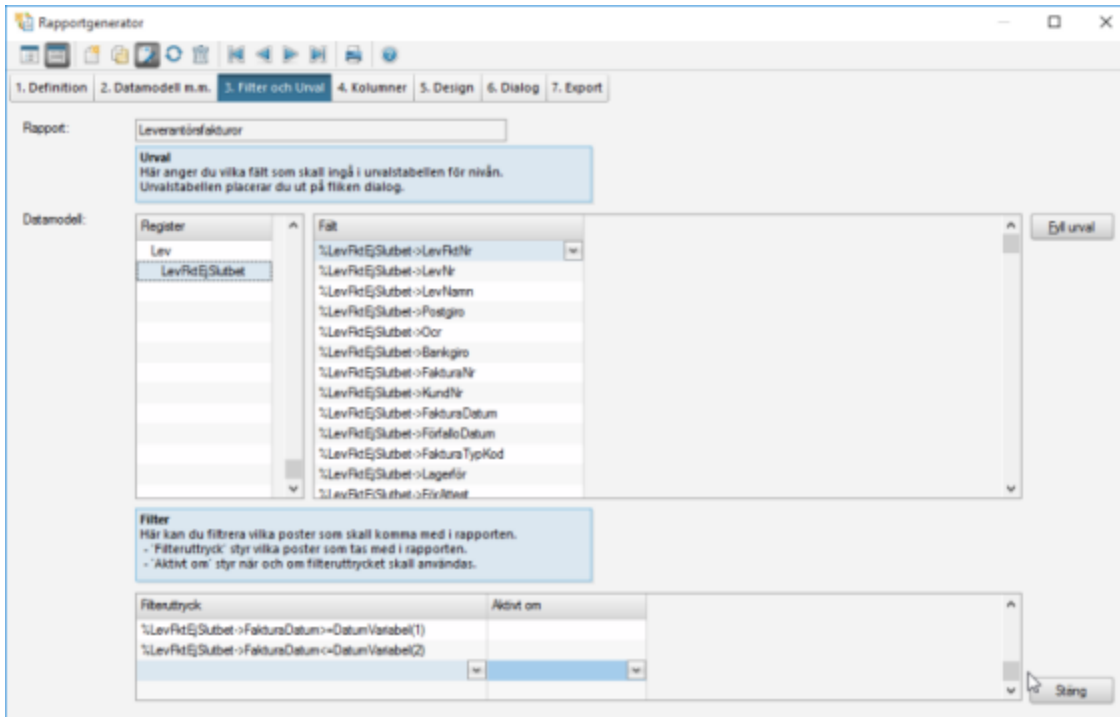 Rapportgenerator
1. Definition 2. Datamodell m.m. 3. Filter och Urval 4. Kolumner 5. Design 6. Dialog 7. Export
Rapport: Leverantörsfakturor
Urval
Här anger du vilka fält som skall ingå i urvalstabellen för nivån.
Urvalstabellen placerar du ut på fliken dialog.
Datamodell: Register Fält Fyll urval
Lev %LevFktEjSlutbet->LevFktNr
LevFktEjSlutbet %LevFktEjSlutbet->LevNr
%LevFktEjSlutbet->LevNamn
%LevFktEjSlutbet->Postgiro
%LevFktEjSlutbet->Ocr
%LevFktEjSlutbet->Bankgiro
%LevFktEjSlutbet->FakturaNr
%LevFktEjSlutbet->KundNr
%LevFktEjSlutbet->FakturaDatum
%LevFktEjSlutbet->FörfalloDatum
%LevFktEjSlutbet->FakturaTypKod
%LevFktEjSlutbet->Lagerför
%LevFktEjSlutbet->FörAttest
Filter
Här kan du filtrera vilka poster som skall komma med i rapporten.
- 'Filteruttryck' styr vilka poster som tas med i rapporten.
- 'Aktivt om' styr när och om filteruttrycket skall användas.
Filteruttryck Aktivt om
%LevFktEjSlutbet->FakturaDatum>=DatumVariabel(1)
%LevFktEjSlutbet->FakturaDatum<=DatumVariabel(2)
Stäng